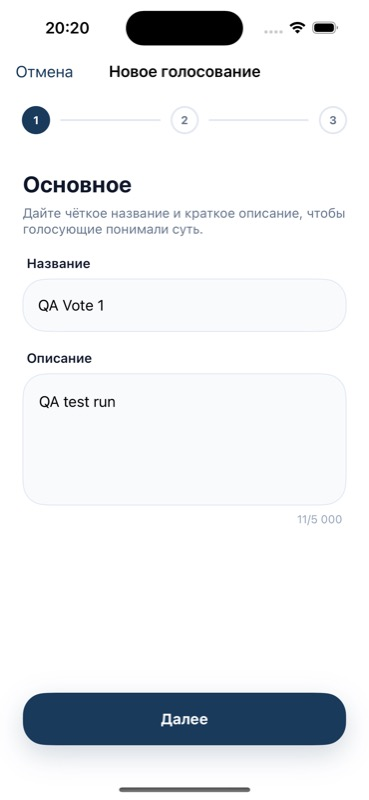 20:20
Отмена
Новое голосование
1
2
3
Основное
Дайте чёткое название и краткое описание, чтобы
голосующие понимали суть.
Название
QA Vote 1
Описание
QA test run
11/5 000
Далее